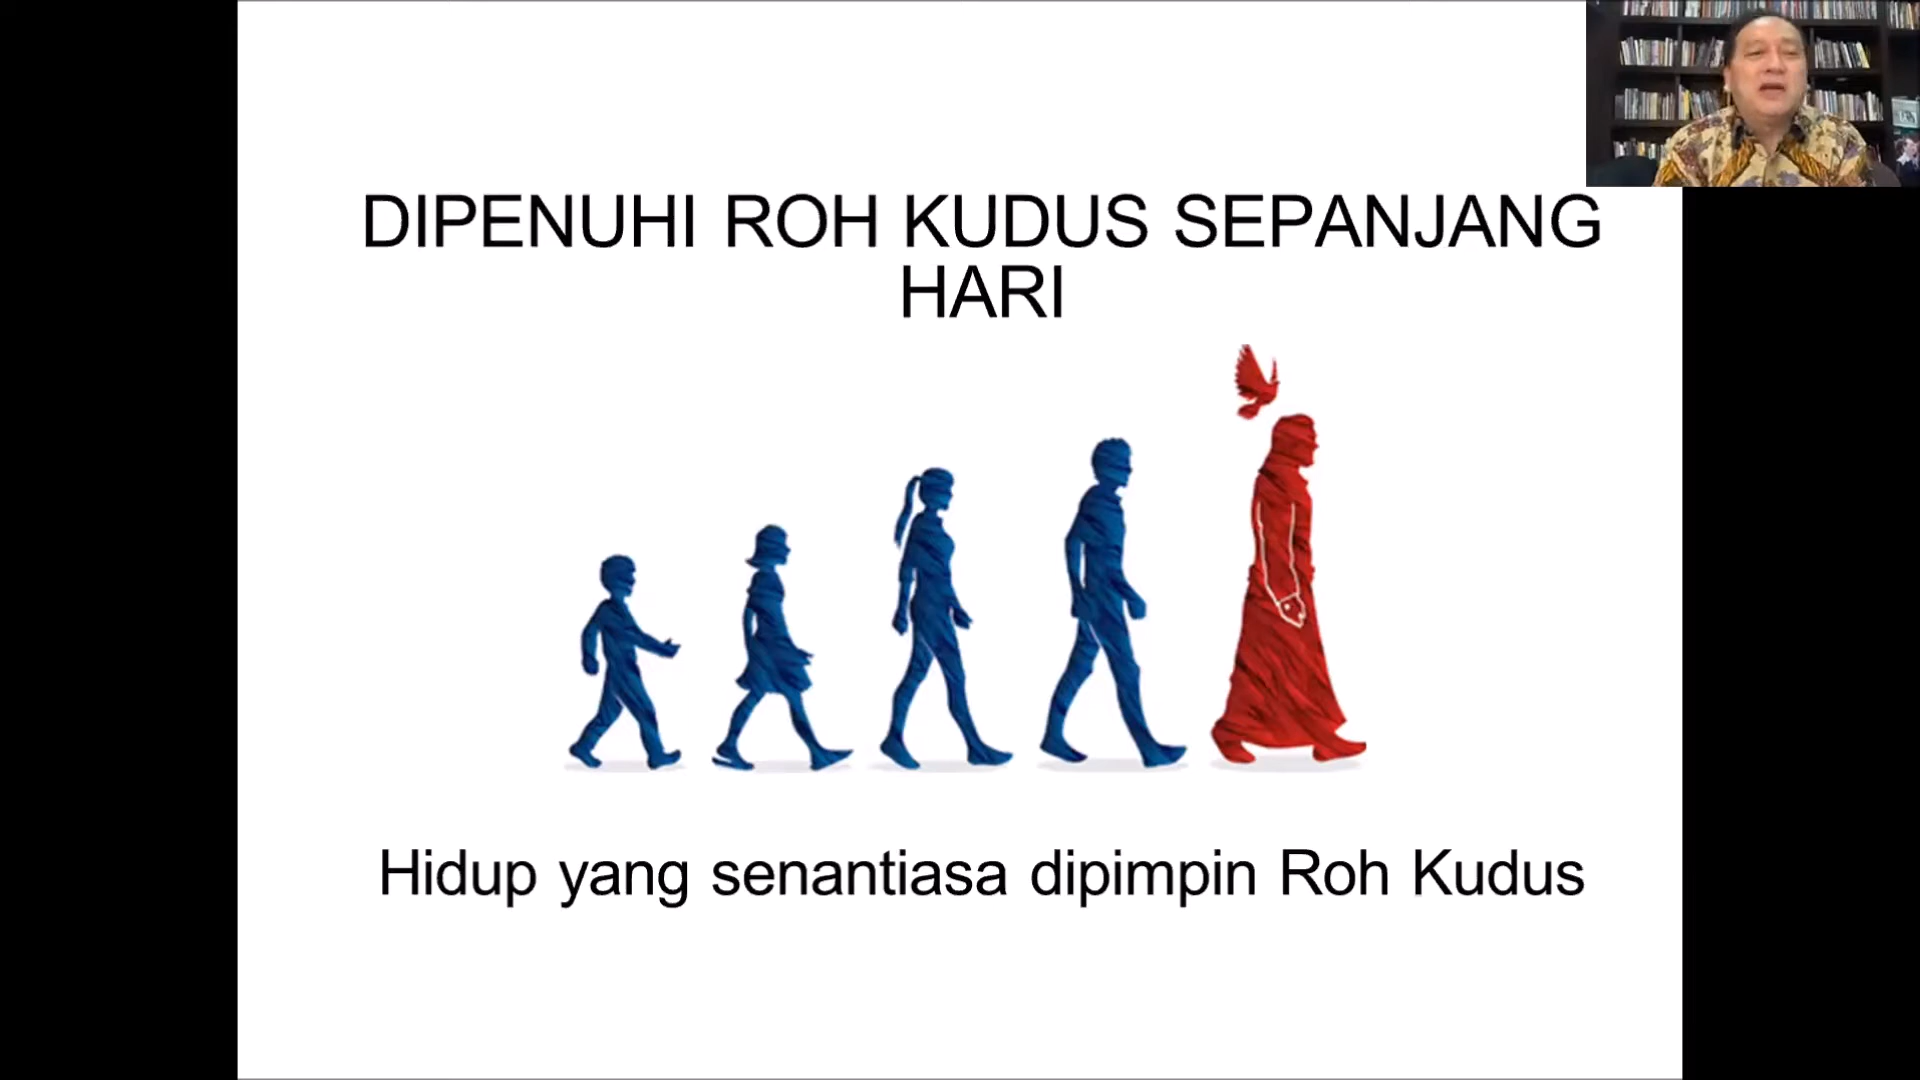 DIPENUHI ROH KUDUS SEPANJANG
HARI
Hidup yang senantiasa dipimpin Roh Kudus